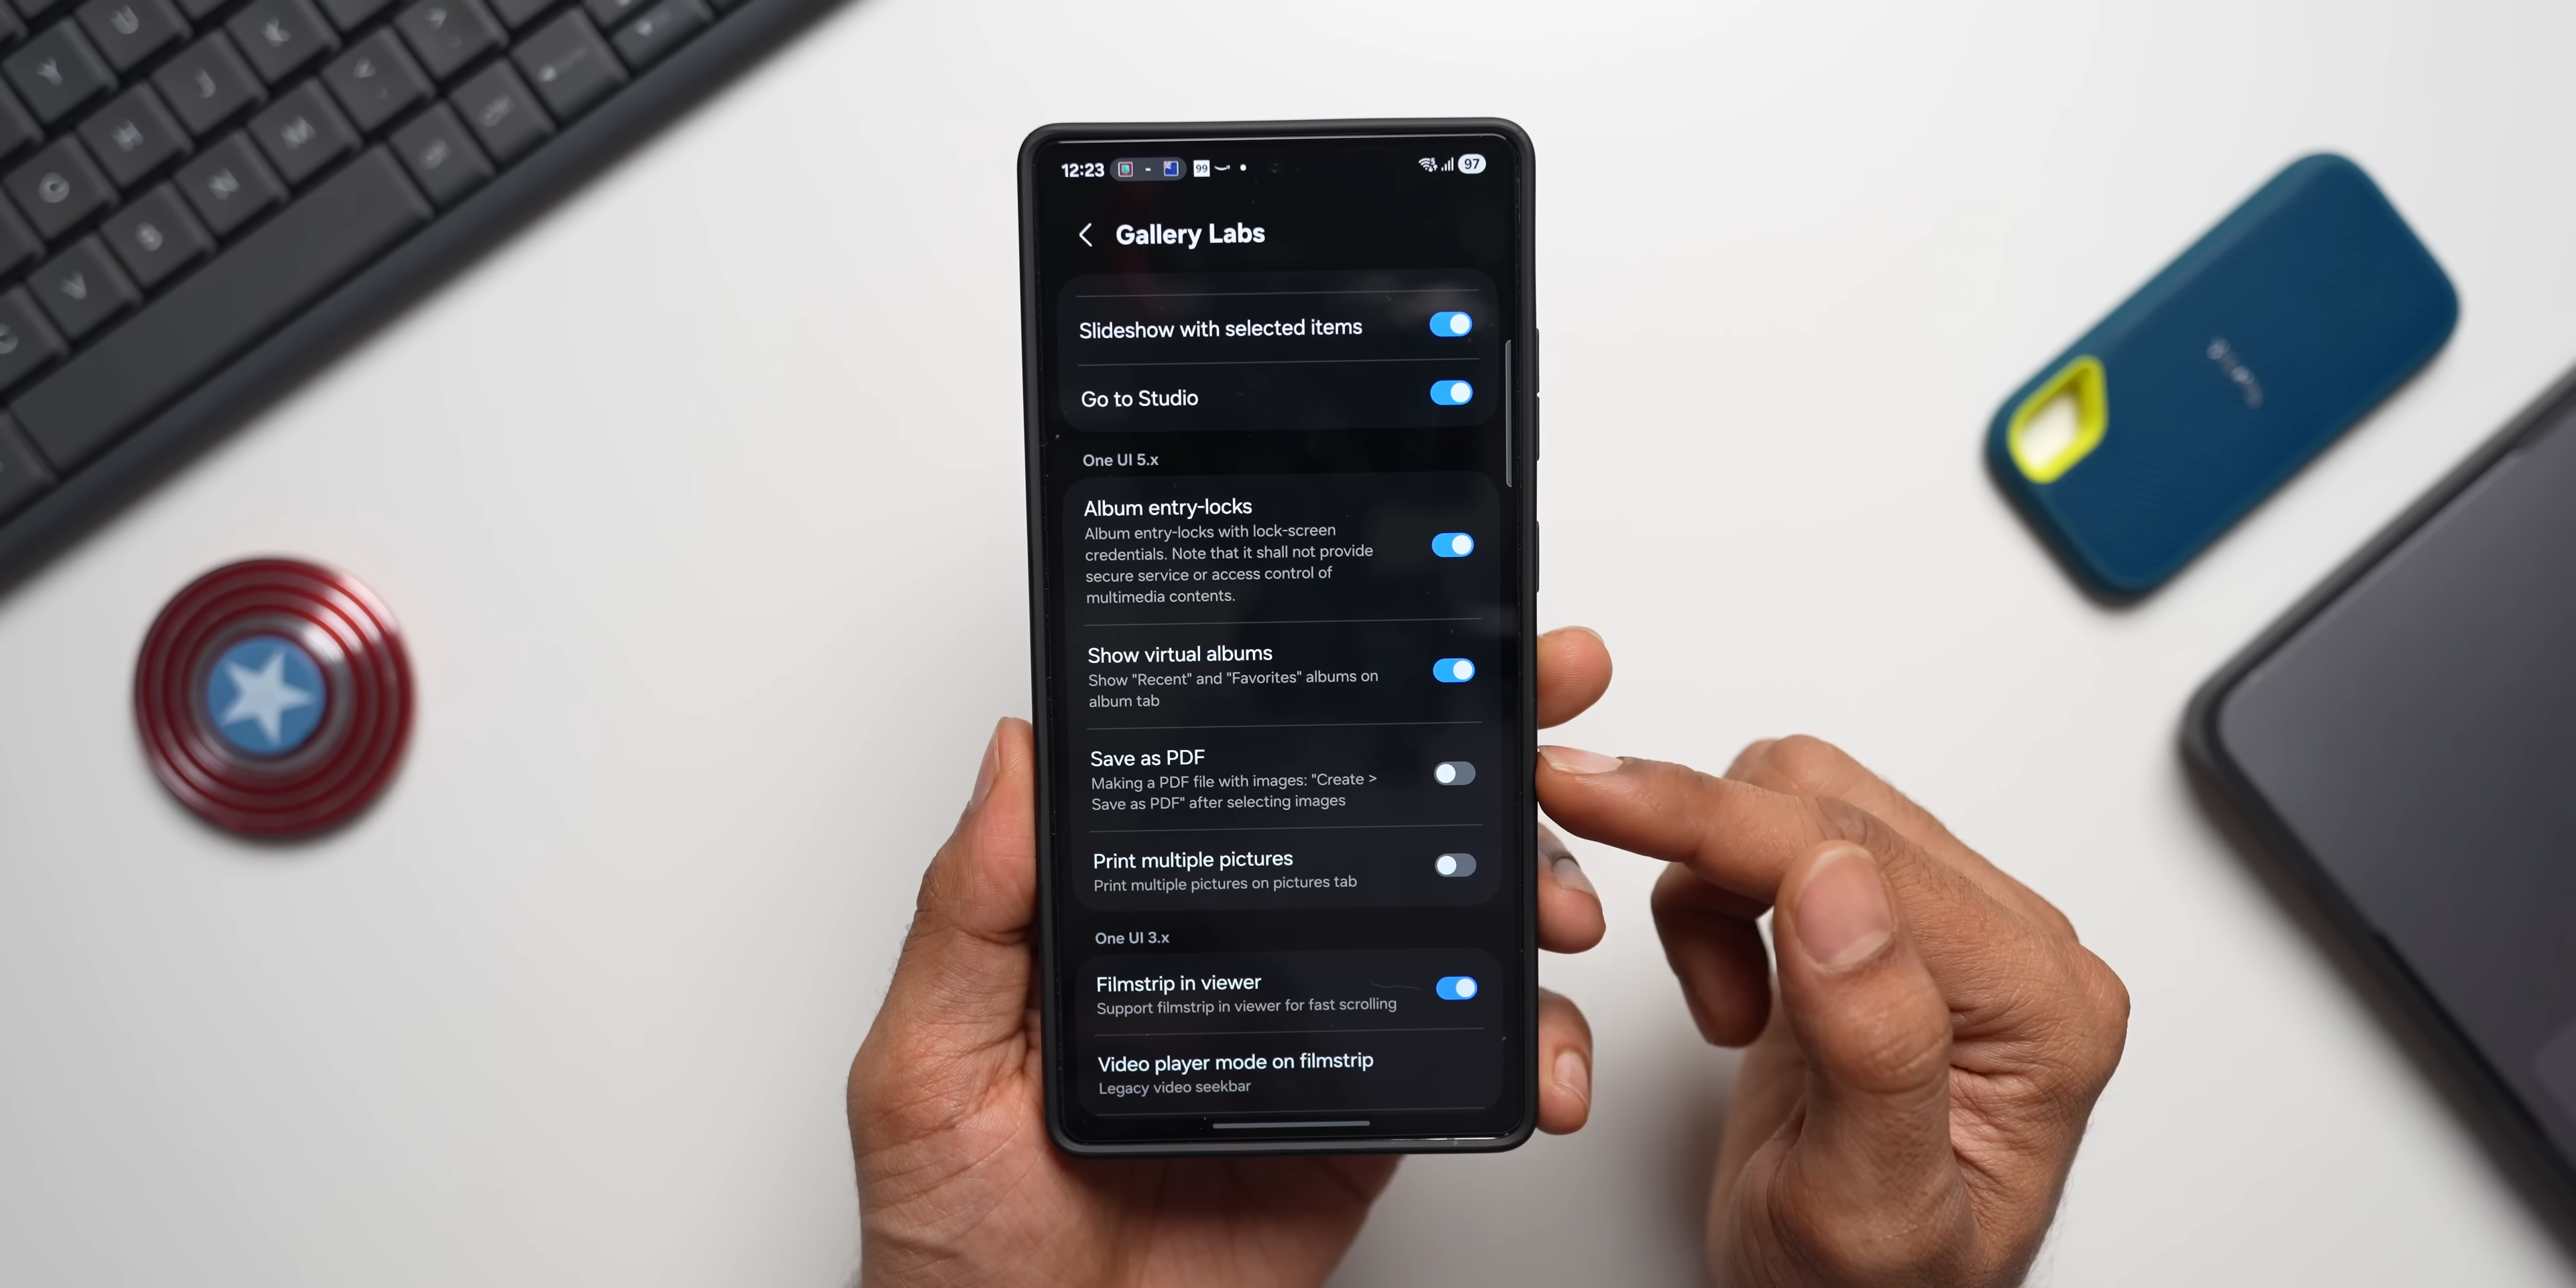 12:23
99
97
Gallery Labs
Slideshow with selected items
Go to Studio
One UI 5.x
Album entry-locks
Album entry-locks with lock-screen
credentials. Note that it shall not provide
secure service or access control of
multimedia contents.
Show virtual albums
Show "Recent" and "Favorites" albums on
album tab
Save as PDF
Making a PDF file with images: "Create >
Save as PDF" after selecting images
Print multiple pictures
Print multiple pictures on pictures tab
One UI 3.x
Filmstrip in viewer
Support filmstrip in viewer for fast scrolling
Video player mode on filmstrip
Legacy video seekbar